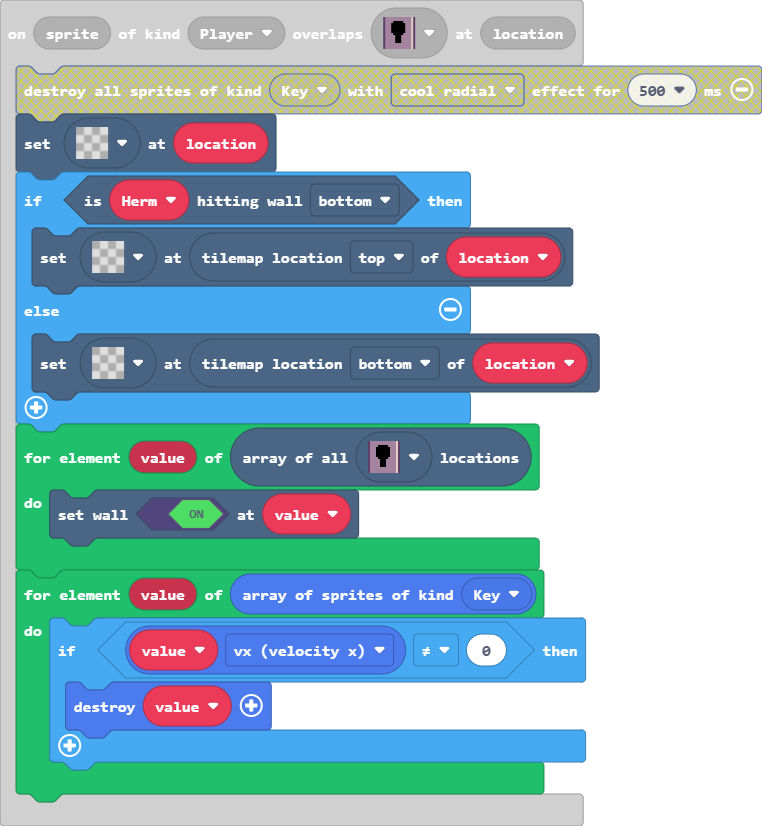 on sprite of kind Player overlaps at location
destroy all sprites of kind Key with cool radial effect for 500 ms
set at location
if is Herm hitting wall bottom then
set at tilemap location top of location
else
set at tilemap location bottom of location
for element value of array of all locations
do
set wall ON at value
for element value of array of sprites of kind Key
do
if value vx (velocity x) ≠ 0 then
destroy value